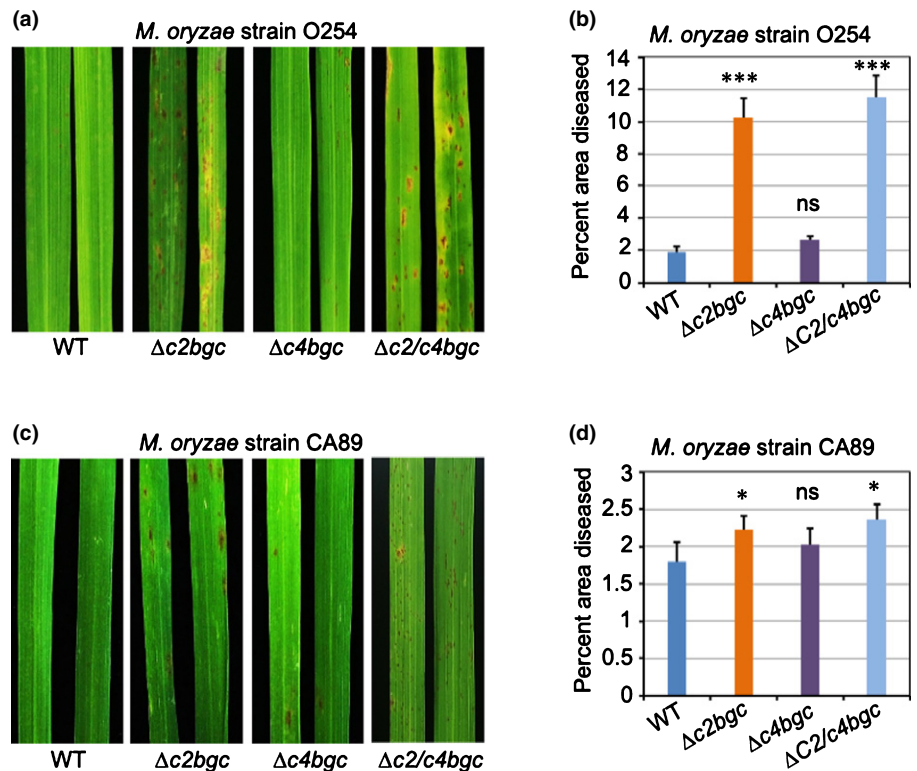 (a)
M. oryzae strain O254
WT
Δc2bgc
Δc4bgc
Δc2/c4bgc
(b)
M. oryzae strain O254
Percent area diseased
14
12
10
8
6
4
2
0
***
ns
***
WT
Δc2bgc
Δc4bgc
ΔC2/c4bgc
(c)
M. oryzae strain CA89
WT
Δc2bgc
Δc4bgc
Δc2/c4bgc
(d)
M. oryzae strain CA89
Percent area diseased
3
2.5
2
1.5
1
0.5
0
*
ns
*
WT
Δc2bgc
Δc4bgc
ΔC2/c4bgc